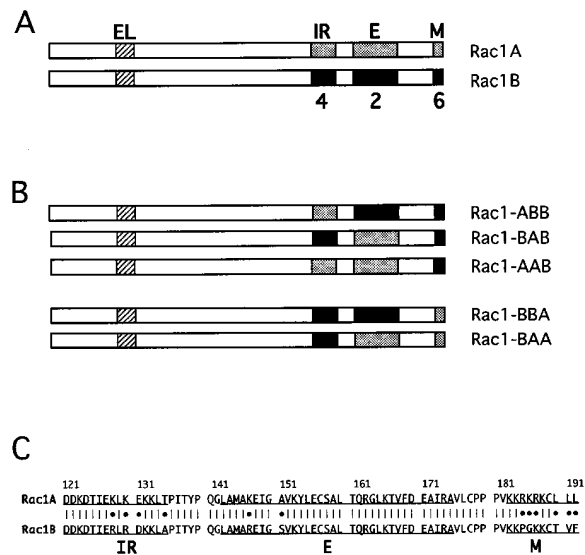 A
EL IR E M
Rac1A
Rac1B
4 2 6
B
Rac1-ABB
Rac1-BAB
Rac1-AAB
Rac1-BBA
Rac1-BAA
C
121 131 141 151 161 171 181 191
Rac1A DDKDTIEKLK EKKLTPITYP QGLAMAKEIG AVKYLECSAL TQRGLKTVFD EAIRAVLCPP PVKKRKRKCL LL
Rac1B DDKDTIERLR DKKLAPITYP QGLAMAREIG SVKYLECSAL TQRGLKTVFD EAIRAVLCPP PVKKPGKKCT VF
IR E M